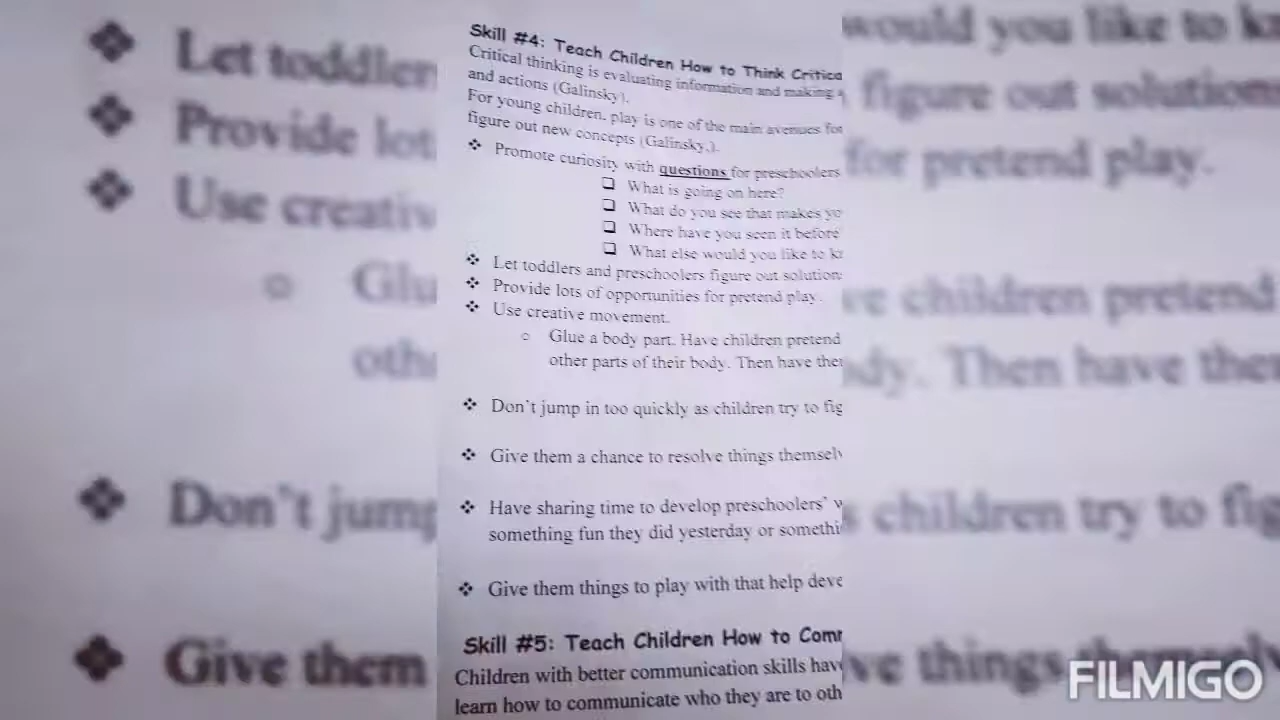 Skill #4: Teach Children How to Think Critica
Critical thinking is evaluating information and making
and actions (Galinsky).
For young children, play is one of the main avenues for
figure out new concepts (Galinsky,).
❖ Promote curiosity with questions for preschoolers
❏ What is going on here?
❏ What do you see that makes yo
❏ Where have you seen it before
❏ What else would you like to k
❖ Let toddlers and preschoolers figure out solution
❖ Provide lots of opportunities for pretend play.
❖ Use creative movement.
o Glue a body part. Have children pretend
other parts of their body. Then have the
❖ Don't jump in too quickly as children try to fig
❖ Give them a chance to resolve things themsel
❖ Have sharing time to develop preschoolers'
something fun they did yesterday or somethi
❖ Give them things to play with that help deve
Skill #5: Teach Children How to Com
Children with better communication skills hav
learn how to communicate who they are to oth
❖ Let toddler
❖ Provide lot
❖ Use creativ
o Glu
oth
❖ Don't jump
❖ Give them
would you like to k
figure out solutions
for pretend play.
ve children pretend
dy. Then have the
s children try to fig
ve things themselv
FILMIGO